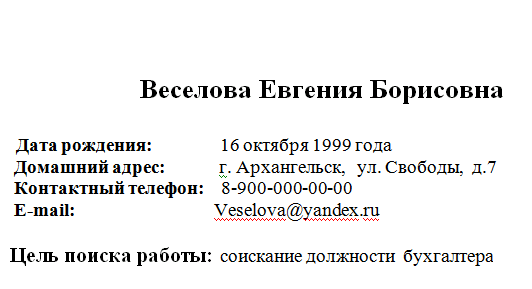 Веселова Евгения Борисовна
Дата рождения: 16 октября 1999 года
Домашний адрес: г. Архангельск, ул. Свободы, д.7
Контактный телефон: 8-900-000-00-00
E-mail: Veselova@yandex.ru
Цель поиска работы: соискание должности бухгалтера